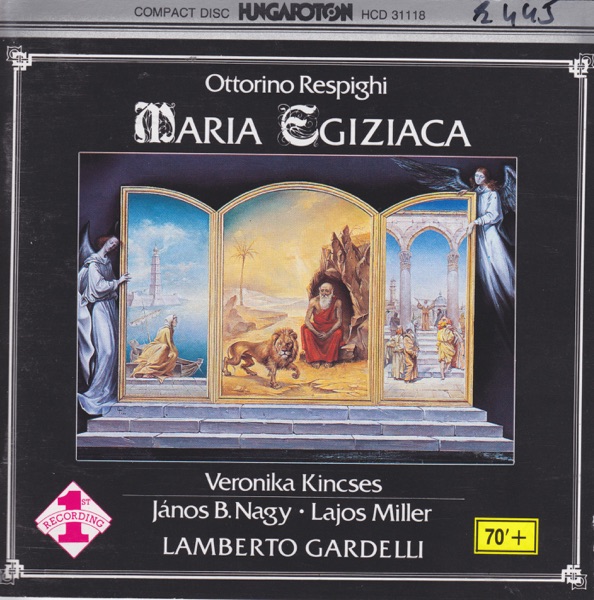 COMPACT DISC HUNGAROTON HCD 31118
Ottorino Respighi
MARIA EGIZIACA
Veronika Kincses
János B. Nagy · Lajos Miller
LAMBERTO GARDELLI
1ST
RECORDING
70'+